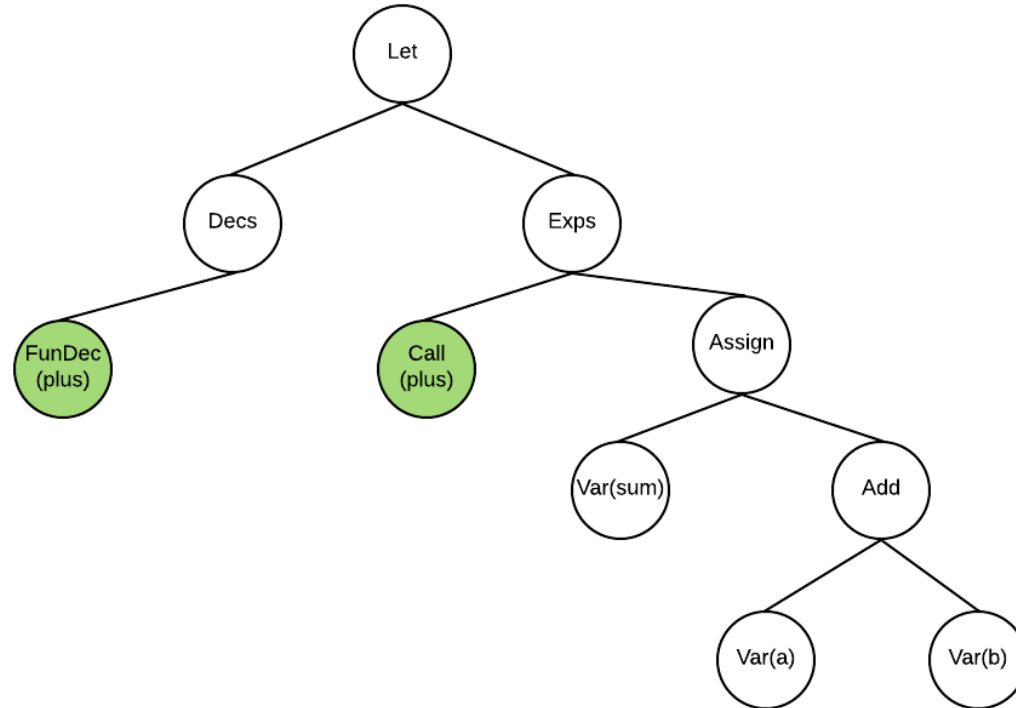 Let
Decs
Exps
FunDec
(plus)
Call
(plus)
Assign
Var(sum)
Add
Var(a)
Var(b)